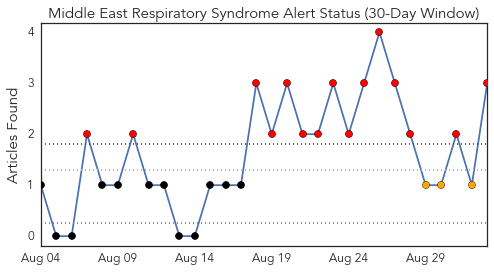 Middle East Respiratory Syndrome Alert Status (30-Day Window)
Articles Found
4
3
2
1
0
Aug 04 Aug 09 Aug 14 Aug 19 Aug 24 Aug 29